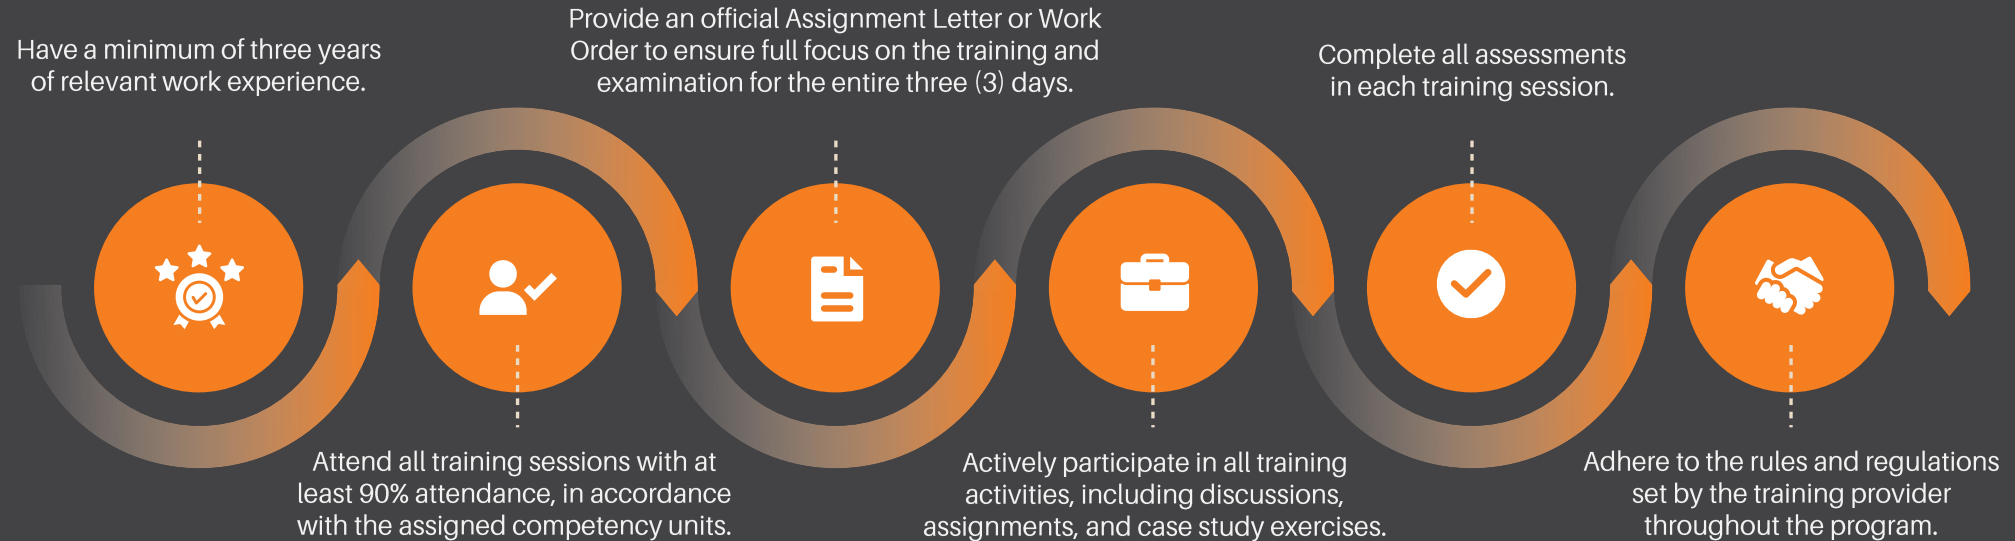 Have a minimum of three years
of relevant work experience.
Attend all training sessions with at
least 90% attendance, in accordance
with the assigned competency units.
Provide an official Assignment Letter or Work
Order to ensure full focus on the training and
examination for the entire three (3) days.
Actively participate in all training
activities, including discussions,
assignments, and case study exercises.
Complete all assessments
in each training session.
Adhere to the rules and regulations
set by the training provider
throughout the program.